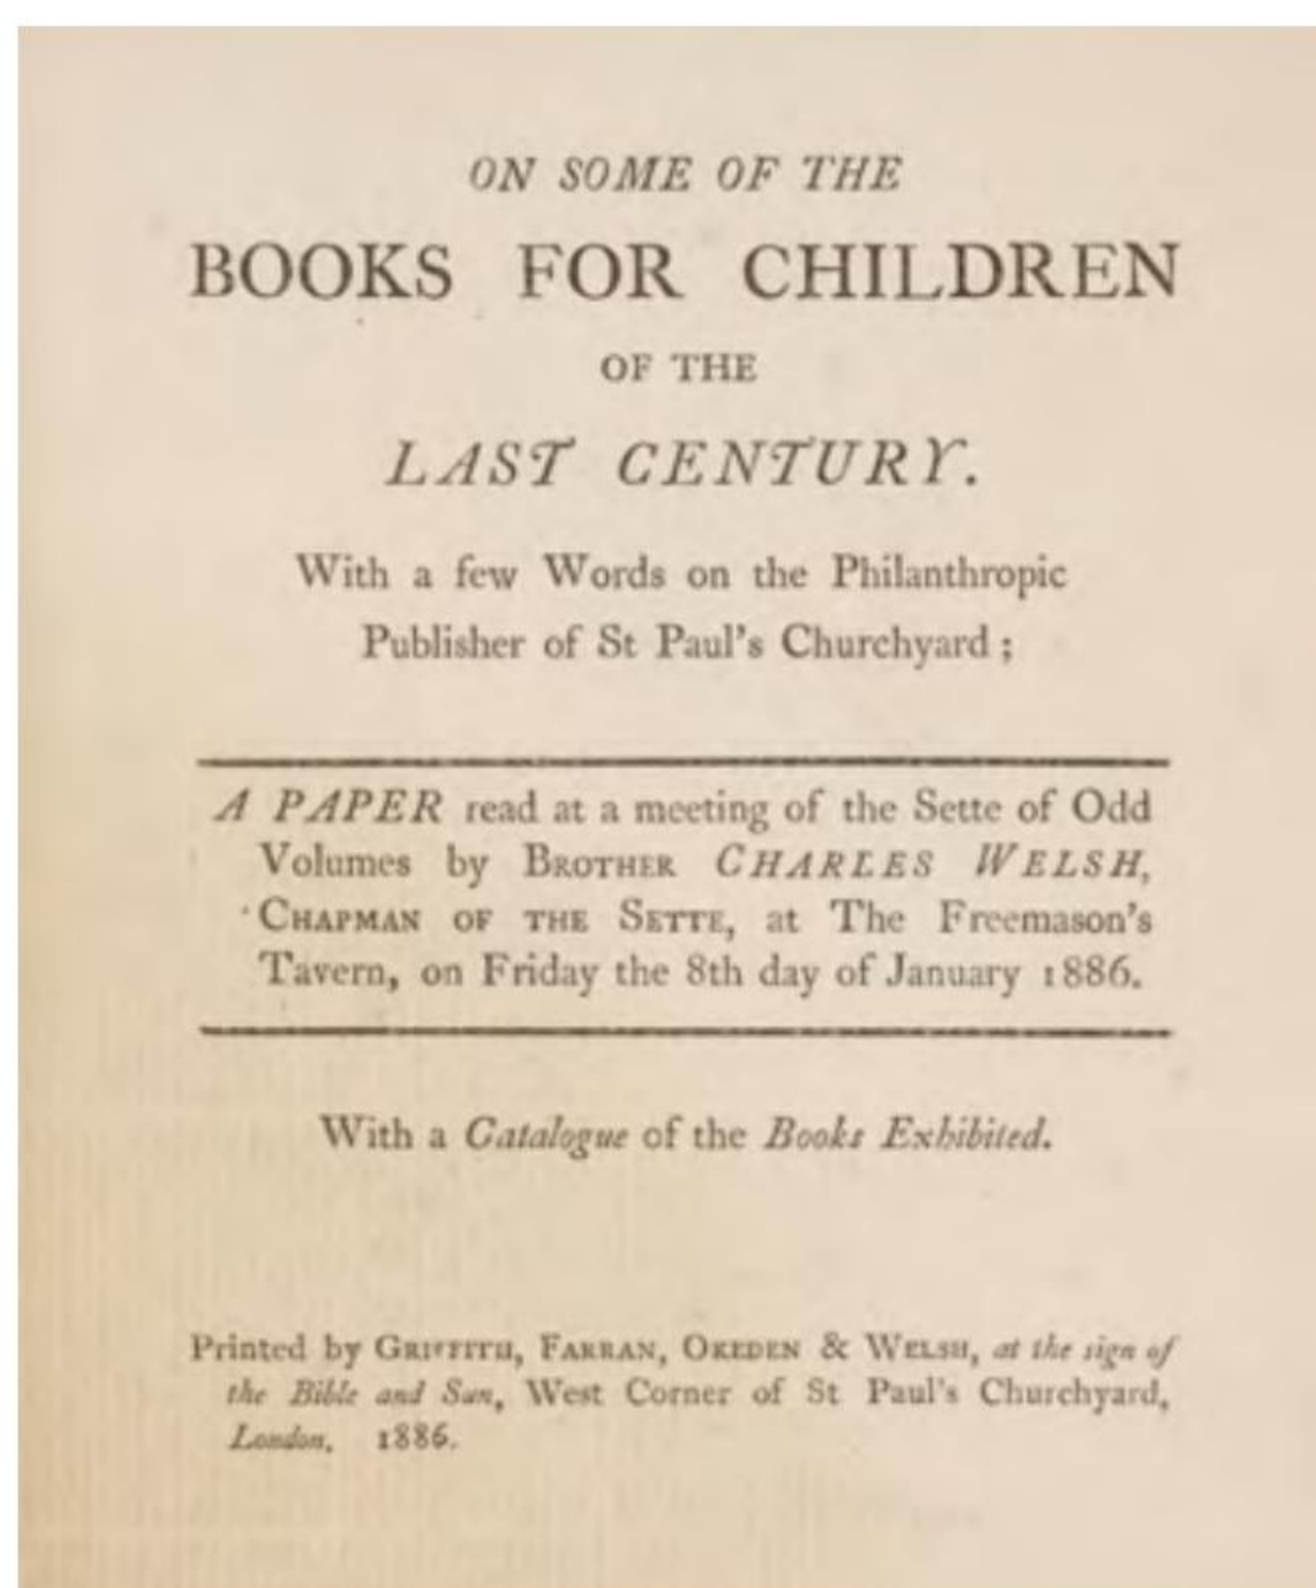 ON SOME OF THE
BOOKS FOR CHILDREN
OF THE
LAST CENTURY.
With a few Words on the Philanthropic
Publisher of St Paul's Churchyard ;
A PAPER read at a meeting of the Sette of Odd
Volumes by BROTHER CHARLES WELSH,
CHAPMAN OF THE SETTE, at The Freemason's
Tavern, on Friday the 8th day of January 1886.
With a Catalogue of the Books Exhibited.
Printed by GRIFFITH, FARRAN, OKEDEN & WELSH, at the sign of
the Bible and Sun, West Corner of St Paul's Churchyard,
London. 1886.